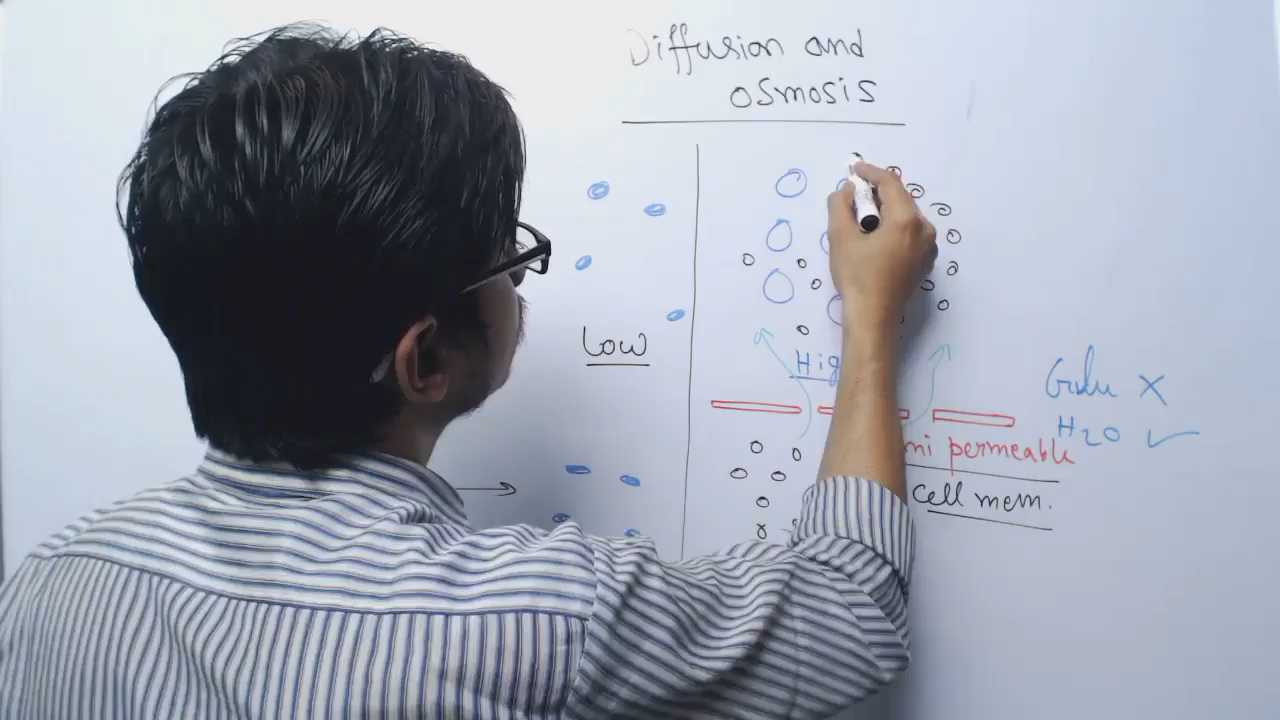 Diffusion and
osmosis
Low
Hig
mi permeable
Cell mem.
X
H2O ✓